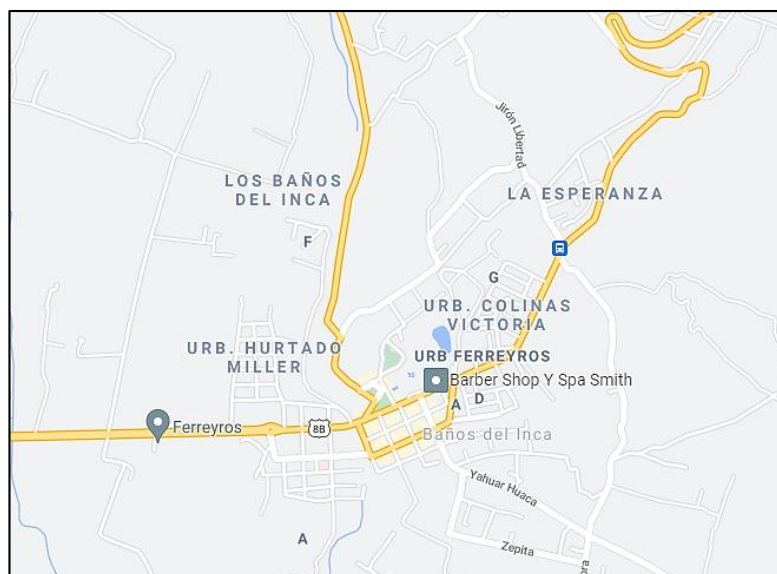 Jirón Libertad
LOS BAÑOS
DEL INCA
LA ESPERANZA
F
G
URB. COLINAS
VICTORIA
URB. HURTADO
MILLER
URB FERREYROS
Barber Shop Y Spa Smith
A
D
Ferreyros
8B
Baños del Inca
Yahuar Huaca
A
Zepita